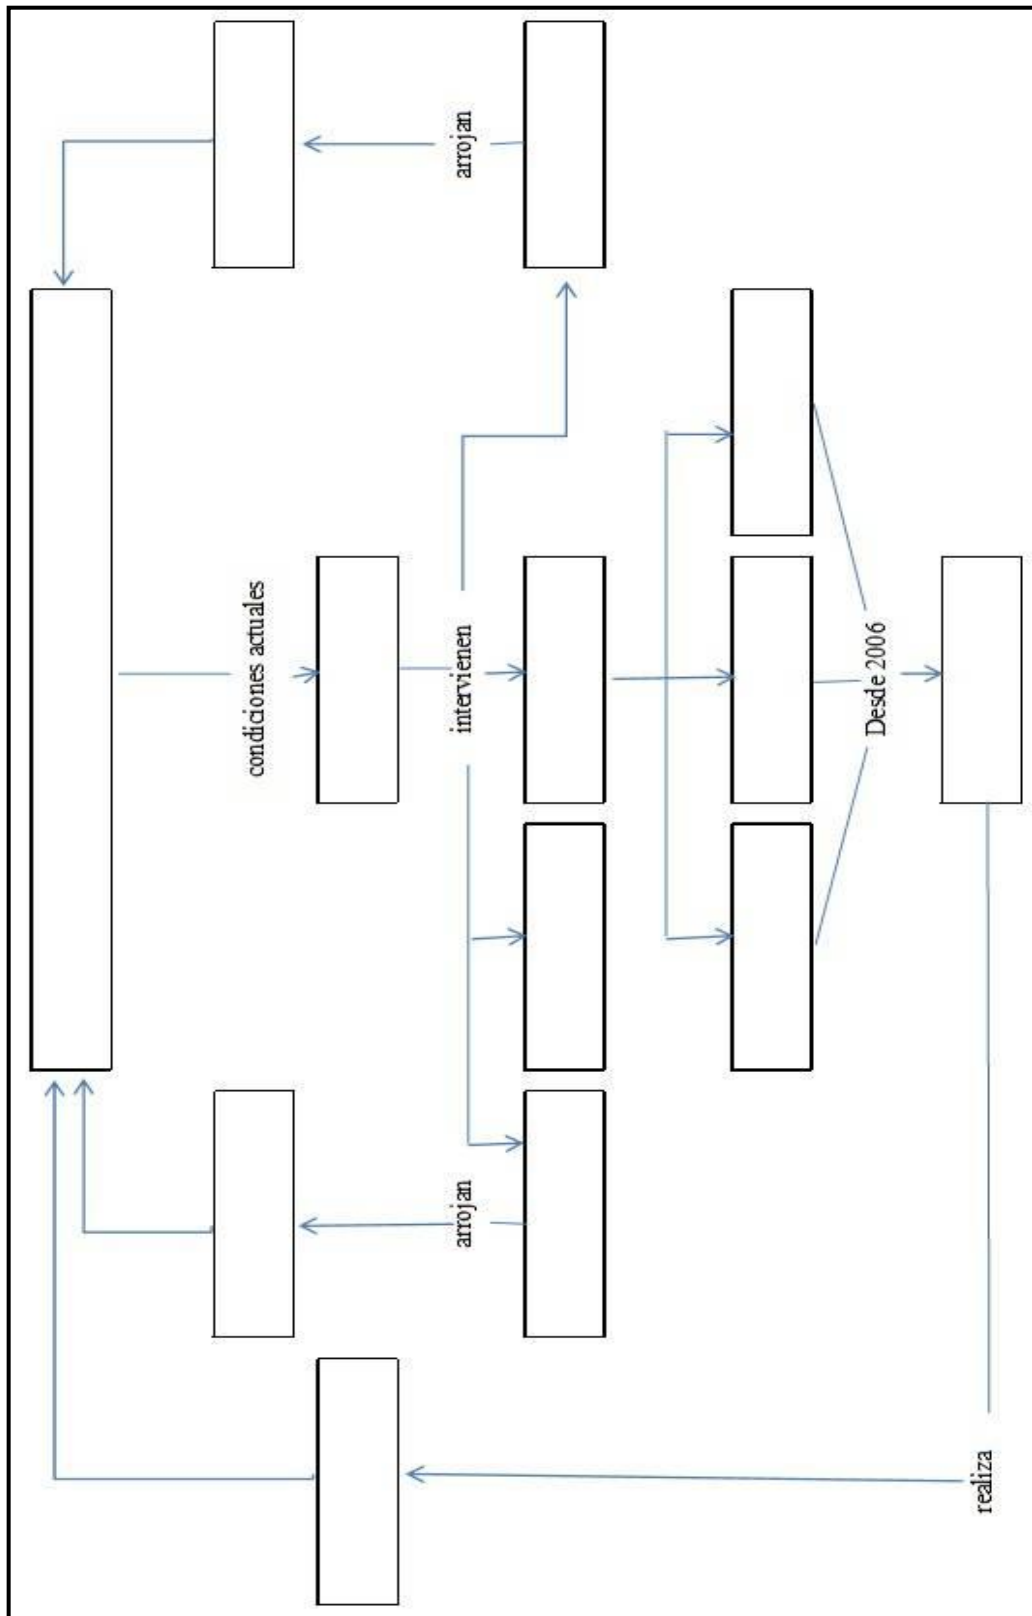 condiciones actuales
arrojan
intervienen
arrojan
Desde 2006
realiza